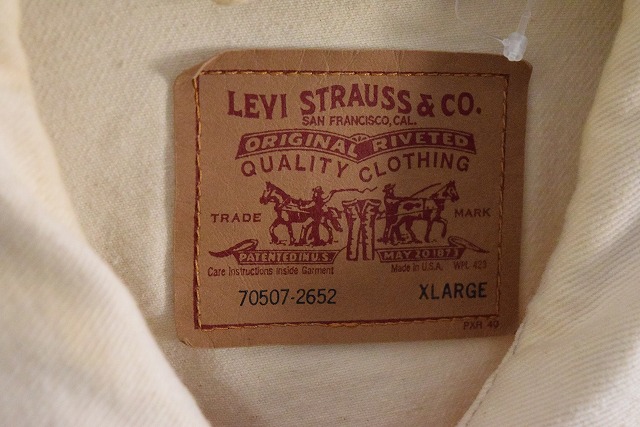 LEVI STRAUSS & CO.
SAN FRANCISCO, CAL.
ORIGINAL RIVETED
QUALITY CLOTHING
TRADE MARK
PATENTED IN U.S. MAY 20 1873
Care Instructions Inside Garment Made in U.S.A. WPL 423
70507-2652 XLARGE
PXR 40